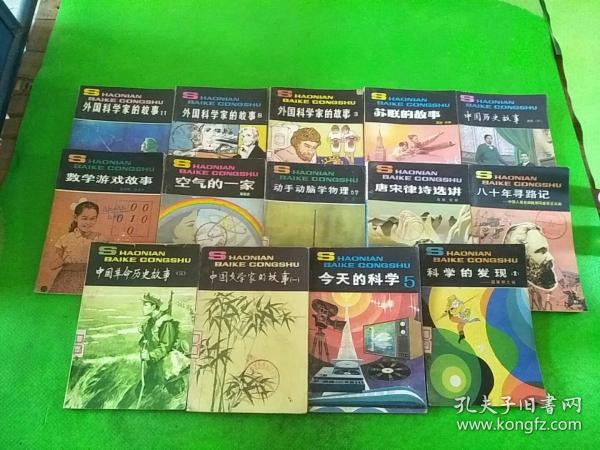 SHAONIAN
BAIKE CONGSHU
外国科学家的故事 11
SHAONIAN
BAIKE CONGSHU
外国科学家的故事
SHAONIAN
BAIKE CONGSHU
外国科学家的故事
SHAONIAN
BAIKE CONGSHU
苏联的故事
SHAONIAN
BAIKE CONGSHU
中国历史故事
SHAONIAN
BAIKE CONGSHU
数学游戏故事
SHAONIAN
BAIKE CONGSHU
空气的一家
SHAONIAN
BAIKE CONGSHU
动手动脑学物理
SHAONIAN
BAIKE CONGSHU
唐宋律诗选讲
SHAONIAN
BAIKE CONGSHU
八十年寻路记
SHAONIAN
BAIKE CONGSHU
中国革命历史故事
SHAONIAN
BAIKE CONGSHU
中国文学家的故事(一)
SHAONIAN
BAIKE CONGSHU
今天的科学 5
SHAONIAN
BAIKE CONGSHU
科学的发现
孔夫子旧书网
www.kongfz.com